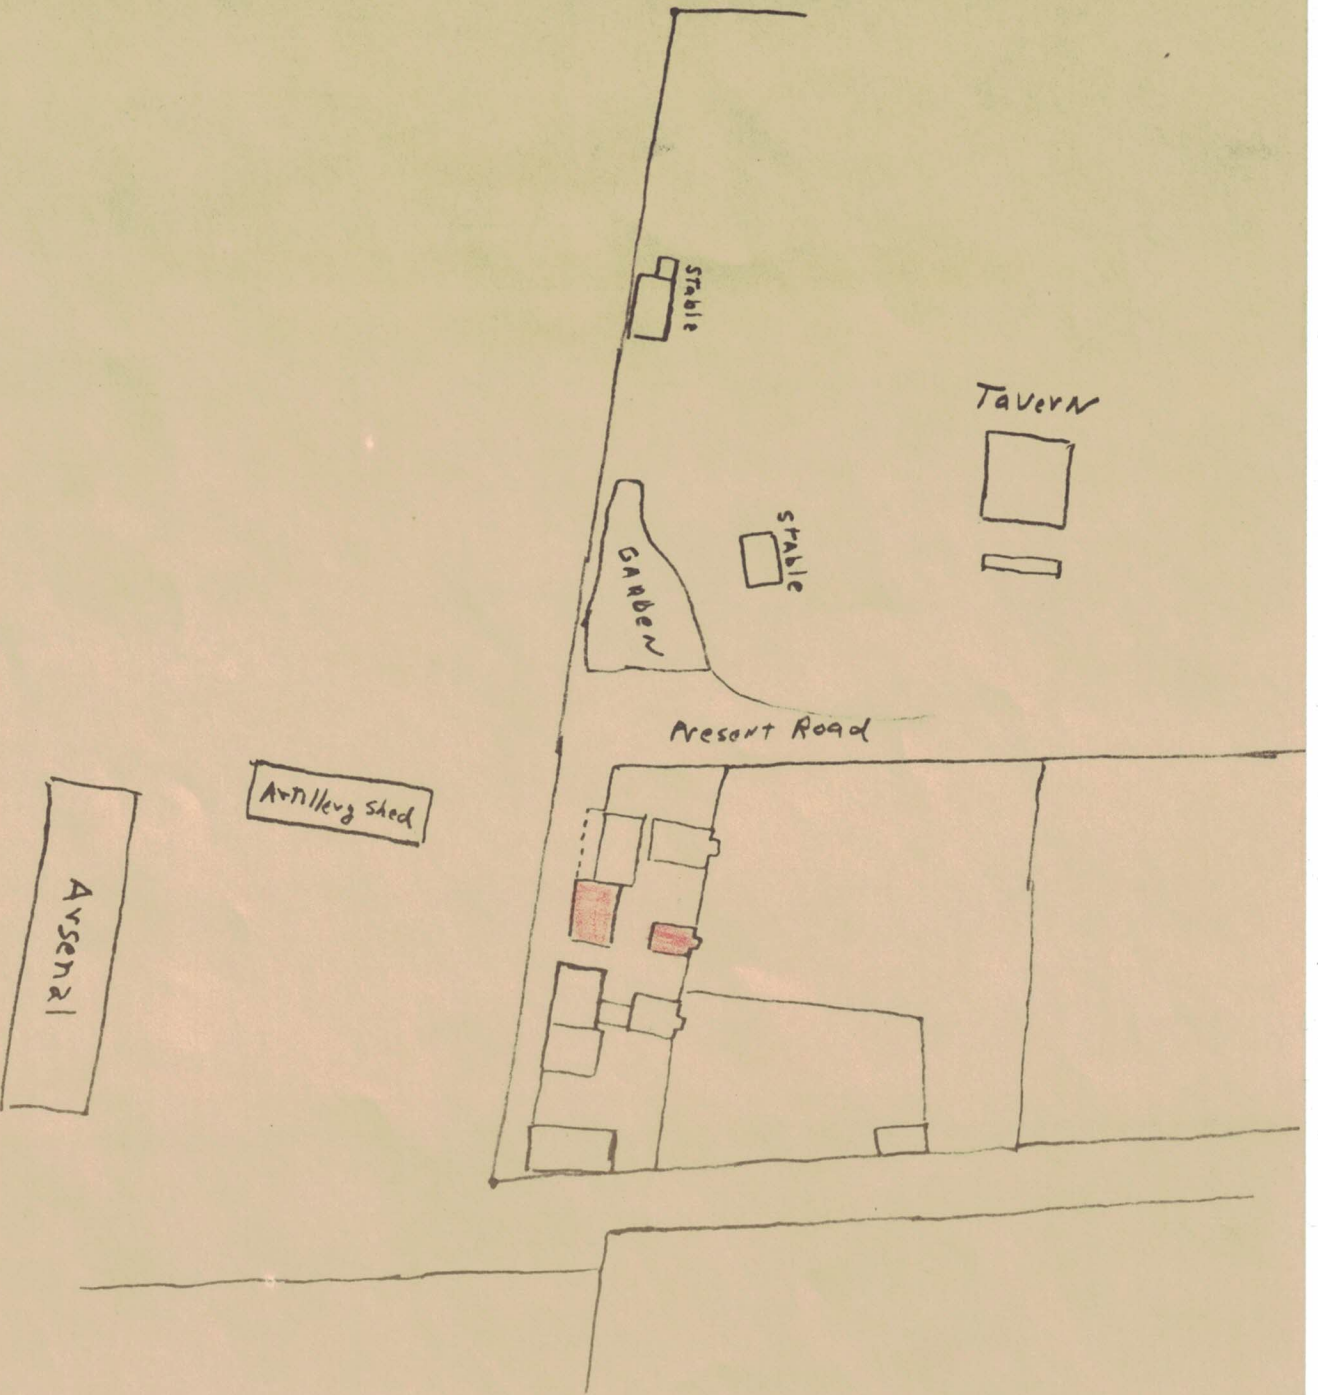 Stable
Tavern
Stable
GARDEN
Present Road
Artillery Shed
Arsenal